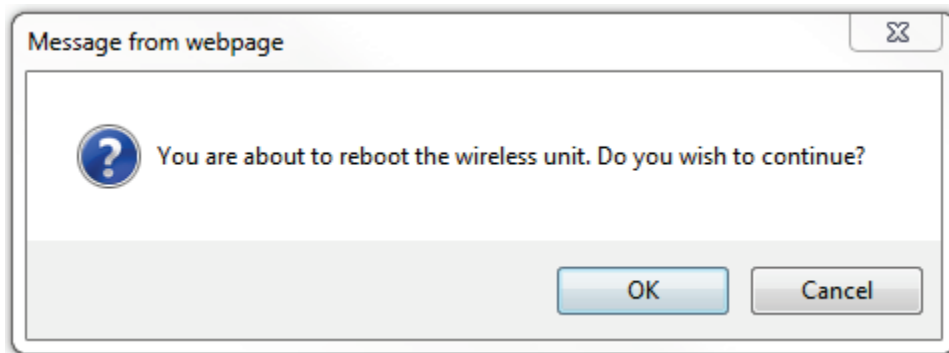 Message from webpage
You are about to reboot the wireless unit. Do you wish to continue?
OK
Cancel